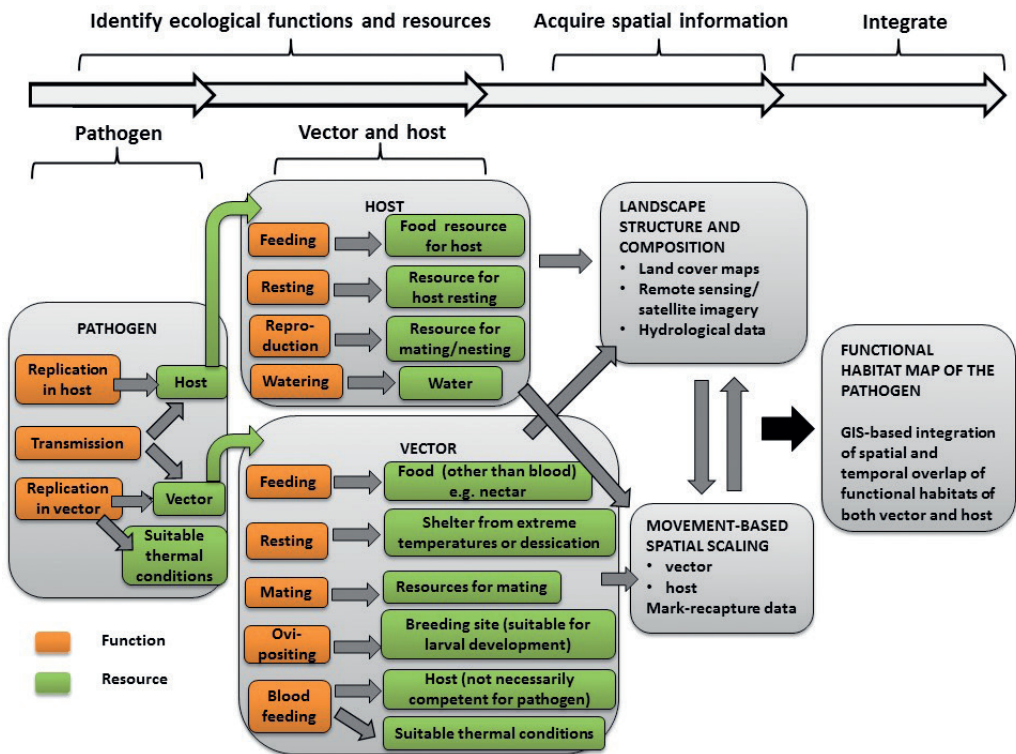 Identify ecological functions and resources
Acquire spatial information
Integrate
Pathogen
Vector and host
PATHOGEN
Replication
in host
Host
Transmission
Replication
in vector
Vector
Suitable
thermal
conditions
Function
Resource
HOST
Feeding
Food resource
for host
Resting
Resource for
host resting
Repro-
duction
Resource for
mating/nesting
Watering
Water
VECTOR
Feeding
Food (other than blood)
e.g. nectar
Resting
Shelter from extreme
temperatures or dessication
Mating
Resources for mating
Ovi-
positing
Breeding site (suitable for
larval development)
Blood
feeding
Host (not necessarily
competent for pathogen)
Suitable thermal conditions
LANDSCAPE
STRUCTURE AND
COMPOSITION
• Land cover maps
• Remote sensing/
satellite imagery
• Hydrological data
MOVEMENT-BASED
SPATIAL SCALING
• vector
• host
Mark-recapture data
FUNCTIONAL
HABITAT MAP OF THE
PATHOGEN
GIS-based integration
of spatial and
temporal overlap of
functional habitats of
both vector and host